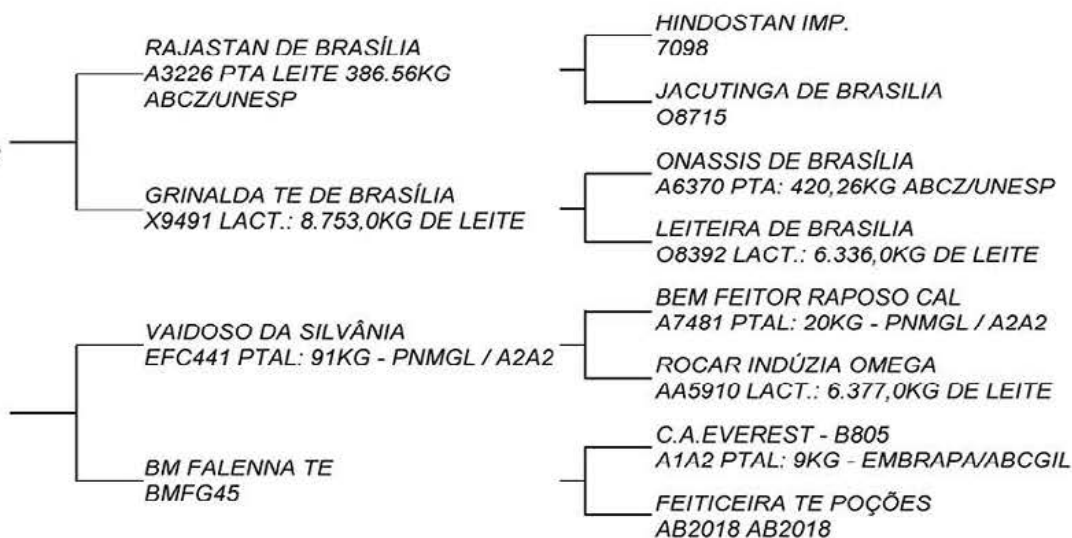 RAJASTAN DE BRASÍLIA
A3226 PTA LEITE 386.56KG
ABCZ/UNESP
GRINALDA TE DE BRASÍLIA
X9491 LACT.: 8.753,0KG DE LEITE
VAIDOSO DA SILVÂNIA
EFC441 PTAL: 91KG - PNMGL / A2A2
BM FALENNA TE
BMFG45
HINDOSTAN IMP.
7098
JACUTINGA DE BRASILIA
O8715
ONASSIS DE BRASÍLIA
A6370 PTA: 420,26KG ABCZ/UNESP
LEITEIRA DE BRASILIA
O8392 LACT.: 6.336,0KG DE LEITE
BEM FEITOR RAPOSO CAL
A7481 PTAL: 20KG - PNMGL / A2A2
ROCAR INDÚZIA OMEGA
AA5910 LACT.: 6.377,0KG DE LEITE
C.A.EVEREST - B805
A1A2 PTAL: 9KG - EMBRAPA/ABCGIL
FEITICEIRA TE POÇÕES
AB2018 AB2018